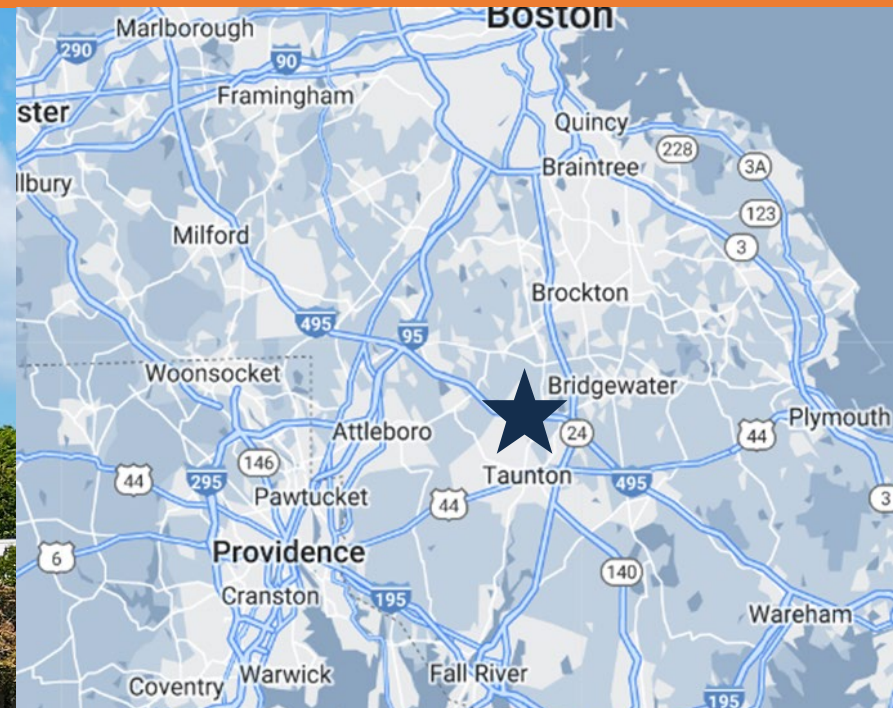 Boston
Marlborough
290
90
Framingham
ster
Quincy
228
Braintree
3A
llbury
123
Milford
3
Brockton
495
95
Woonsocket
Bridgewater
Plymouth
Attleboro
24
44
146
Taunton
44
295
495
Pawtucket
44
3
Providence
6
140
Cranston
195
Wareham
Warwick
Fall River
Coventry
195